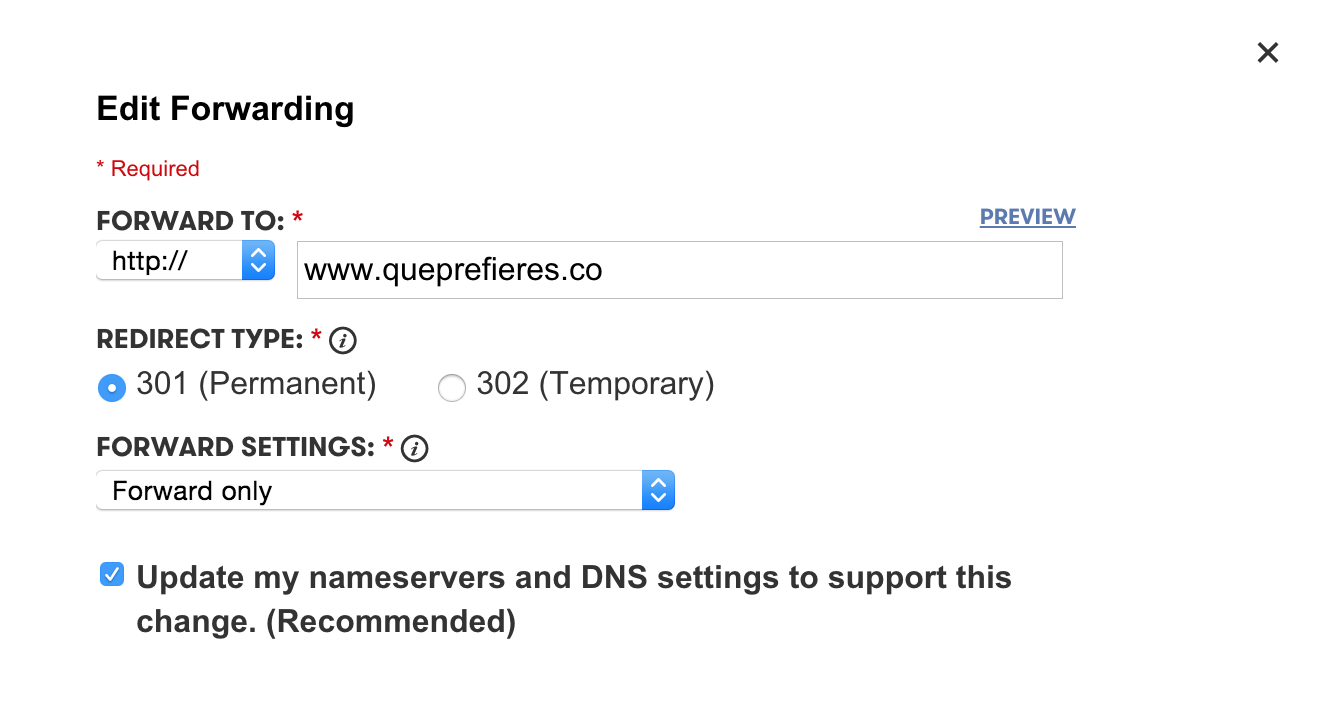 Edit Forwarding
* Required
FORWARD TO: *
PREVIEW
http://
www.queprefieres.co
REDIRECT TYPE: * i
301 (Permanent) 302 (Temporary)
FORWARD SETTINGS: * i
Forward only
Update my nameservers and DNS settings to support this
change. (Recommended)